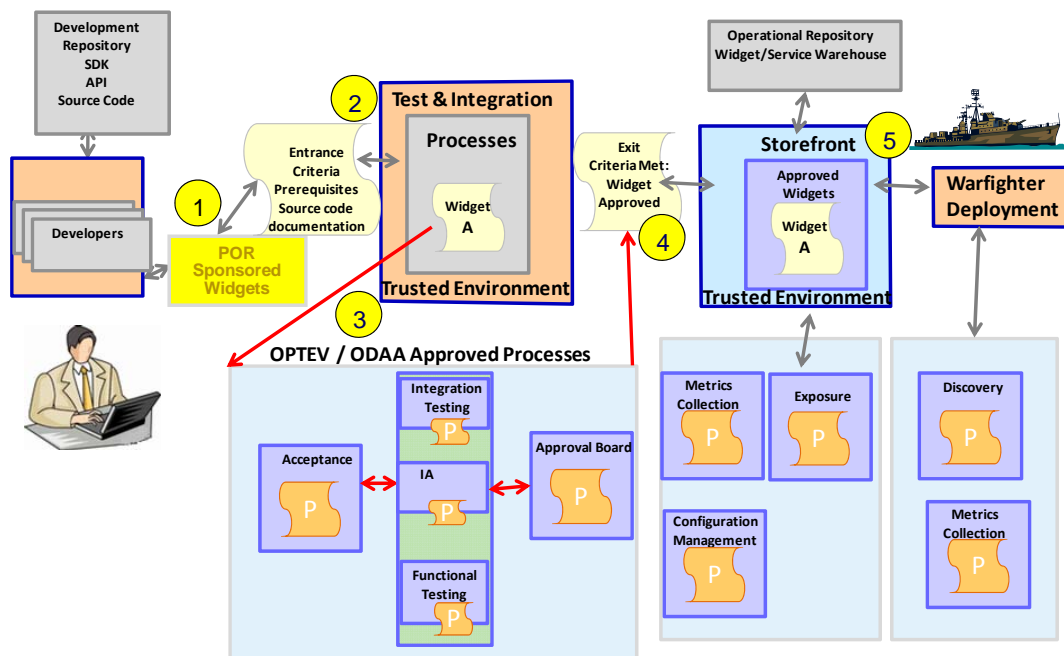 Development
Repository
SDK
API
Source Code
Operational Repository
Widget/Service Warehouse
1
2
3
4
5
Developers
POR
Sponsored
Widgets
Entrance
Criteria
Prerequisites
Source code
documentation
Test & Integration
Processes
Widget
A
Trusted Environment
Exit
Criteria Met:
Widget
Approved
Storefront
Approved
Widgets
Widget
A
Trusted Environment
Warfighter
Deployment
OPTEV / ODAA Approved Processes
Acceptance
P
Integration
Testing
P
IA
P
Functional
Testing
P
Approval Board
P
Metrics
Collection
P
Exposure
P
Configuration
Management
P
Discovery
P
Metrics
Collection
P